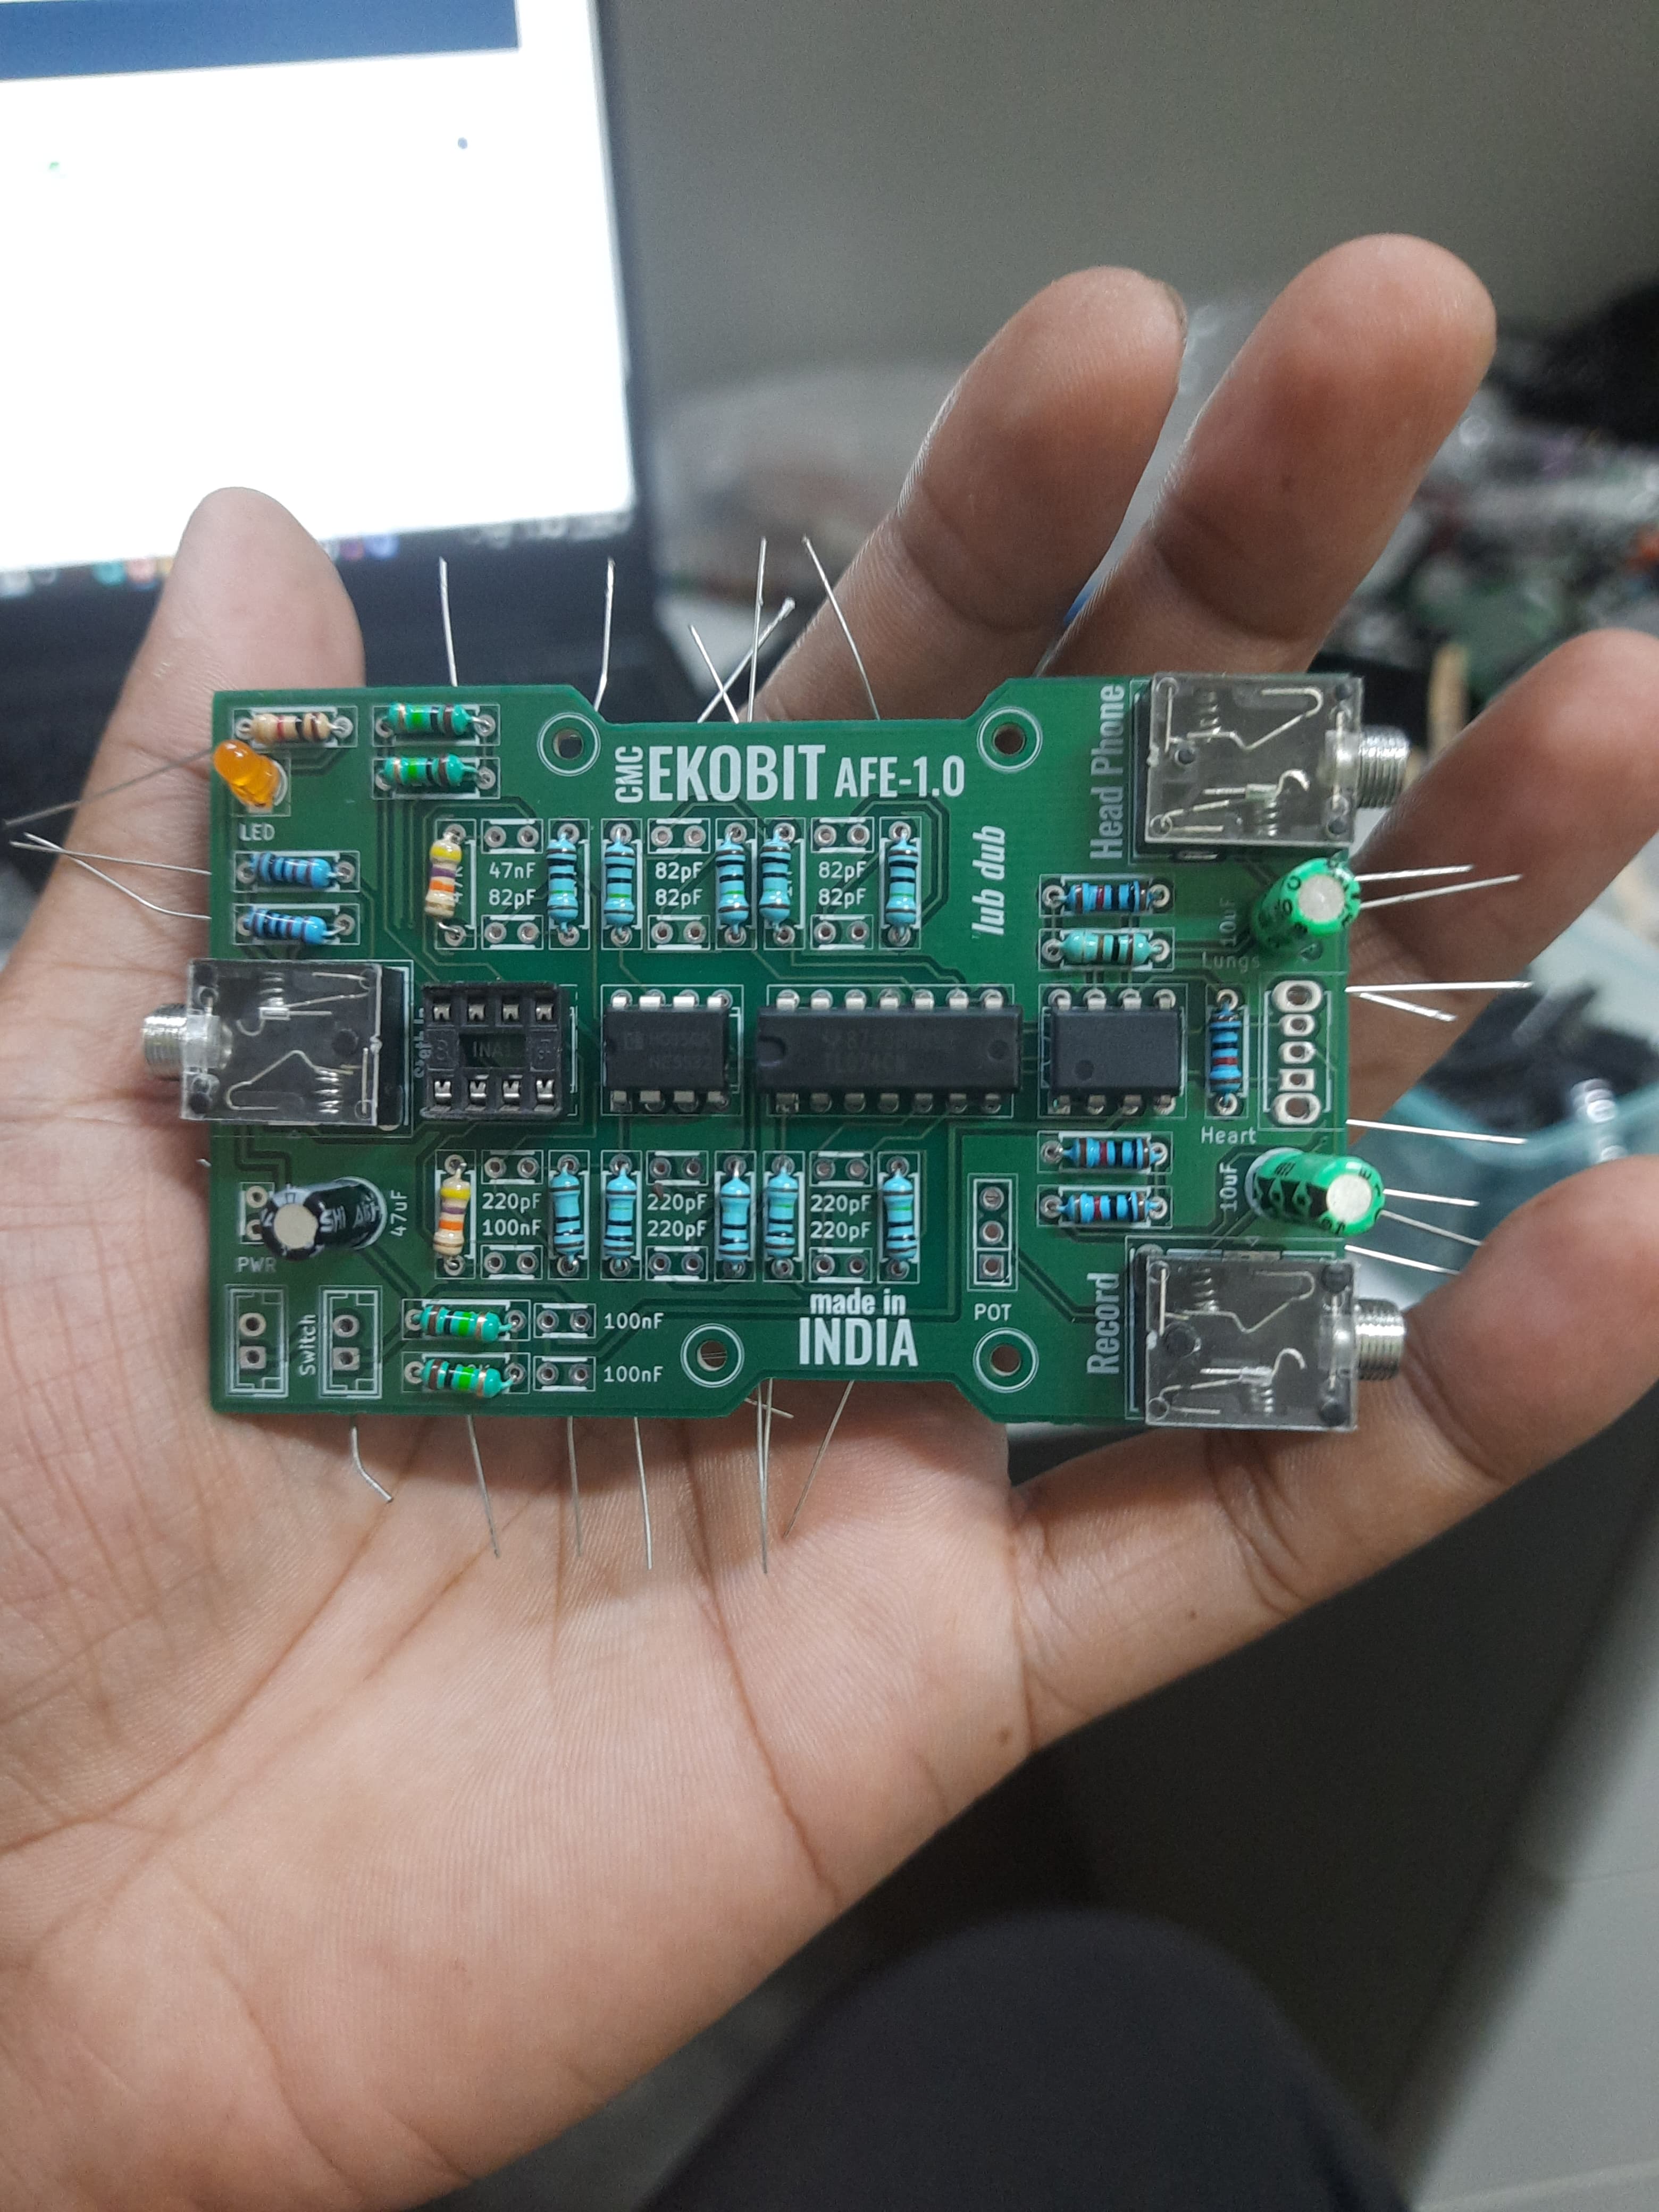 PWR
Switch
47uF
LED
220pF
100nF
47nF
82pF
100nF
100nF
220pF
220pF
82pF
82pF
220pF
220pF
82pF
82pF
CMC
EKOBIT AFE-1.0
made in
INDIA
POT
'lub dub
Record
Head Phone
10uF
Heart
Lungs
10uF